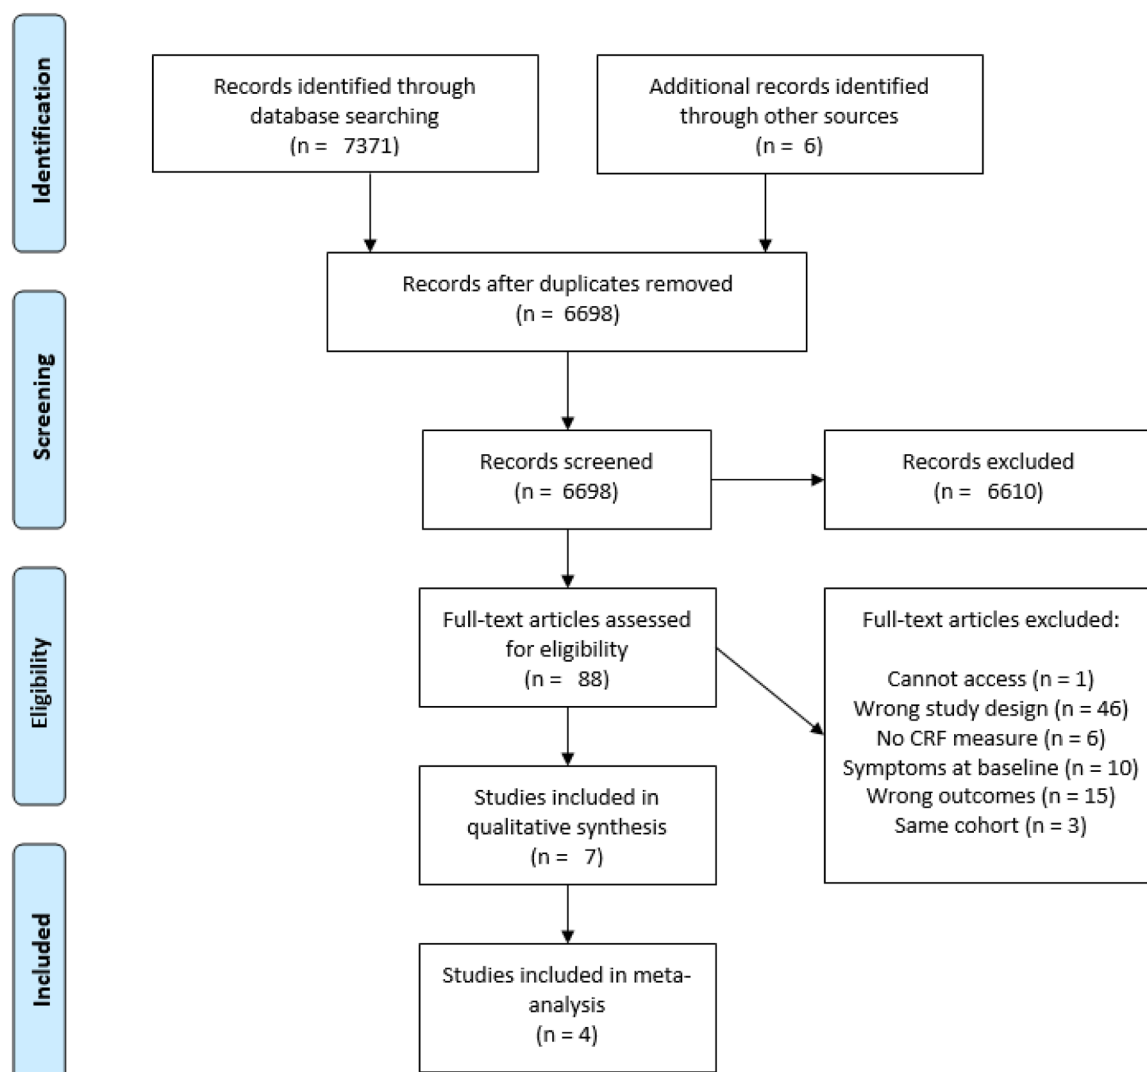 Identification
Records identified through
database searching
(n = 7371)
Additional records identified
through other sources
(n = 6)
Records after duplicates removed
(n = 6698)
Screening
Records screened
(n = 6698)
Records excluded
(n = 6610)
Eligibility
Full-text articles assessed
for eligibility
(n = 88)
Full-text articles excluded:
Cannot access (n = 1)
Wrong study design (n = 46)
No CRF measure (n = 6)
Symptoms at baseline (n = 10)
Wrong outcomes (n = 15)
Same cohort (n = 3)
Studies included in
qualitative synthesis
(n = 7)
Included
Studies included in meta-
analysis
(n = 4)